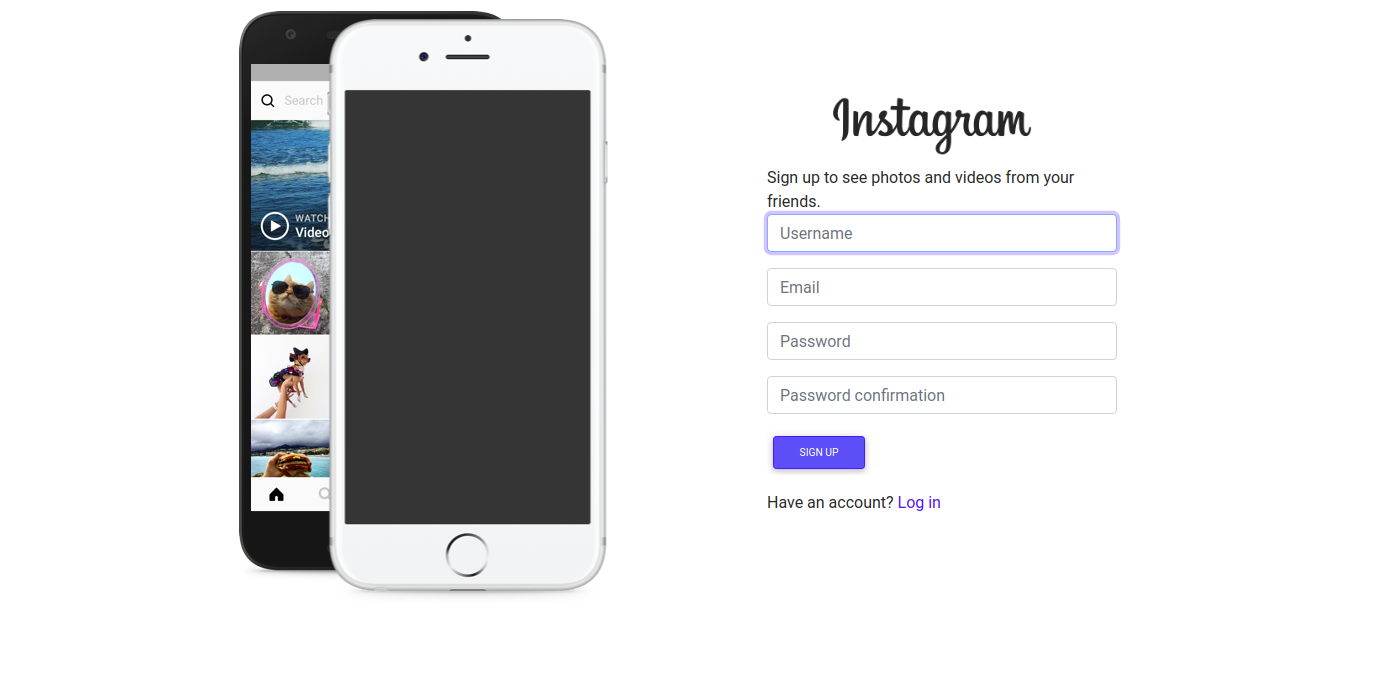 Search
WATCH
Video
Instagram
Sign up to see photos and videos from your
friends.
Username
Email
Password
Password confirmation
SIGN UP
Have an account? Log in